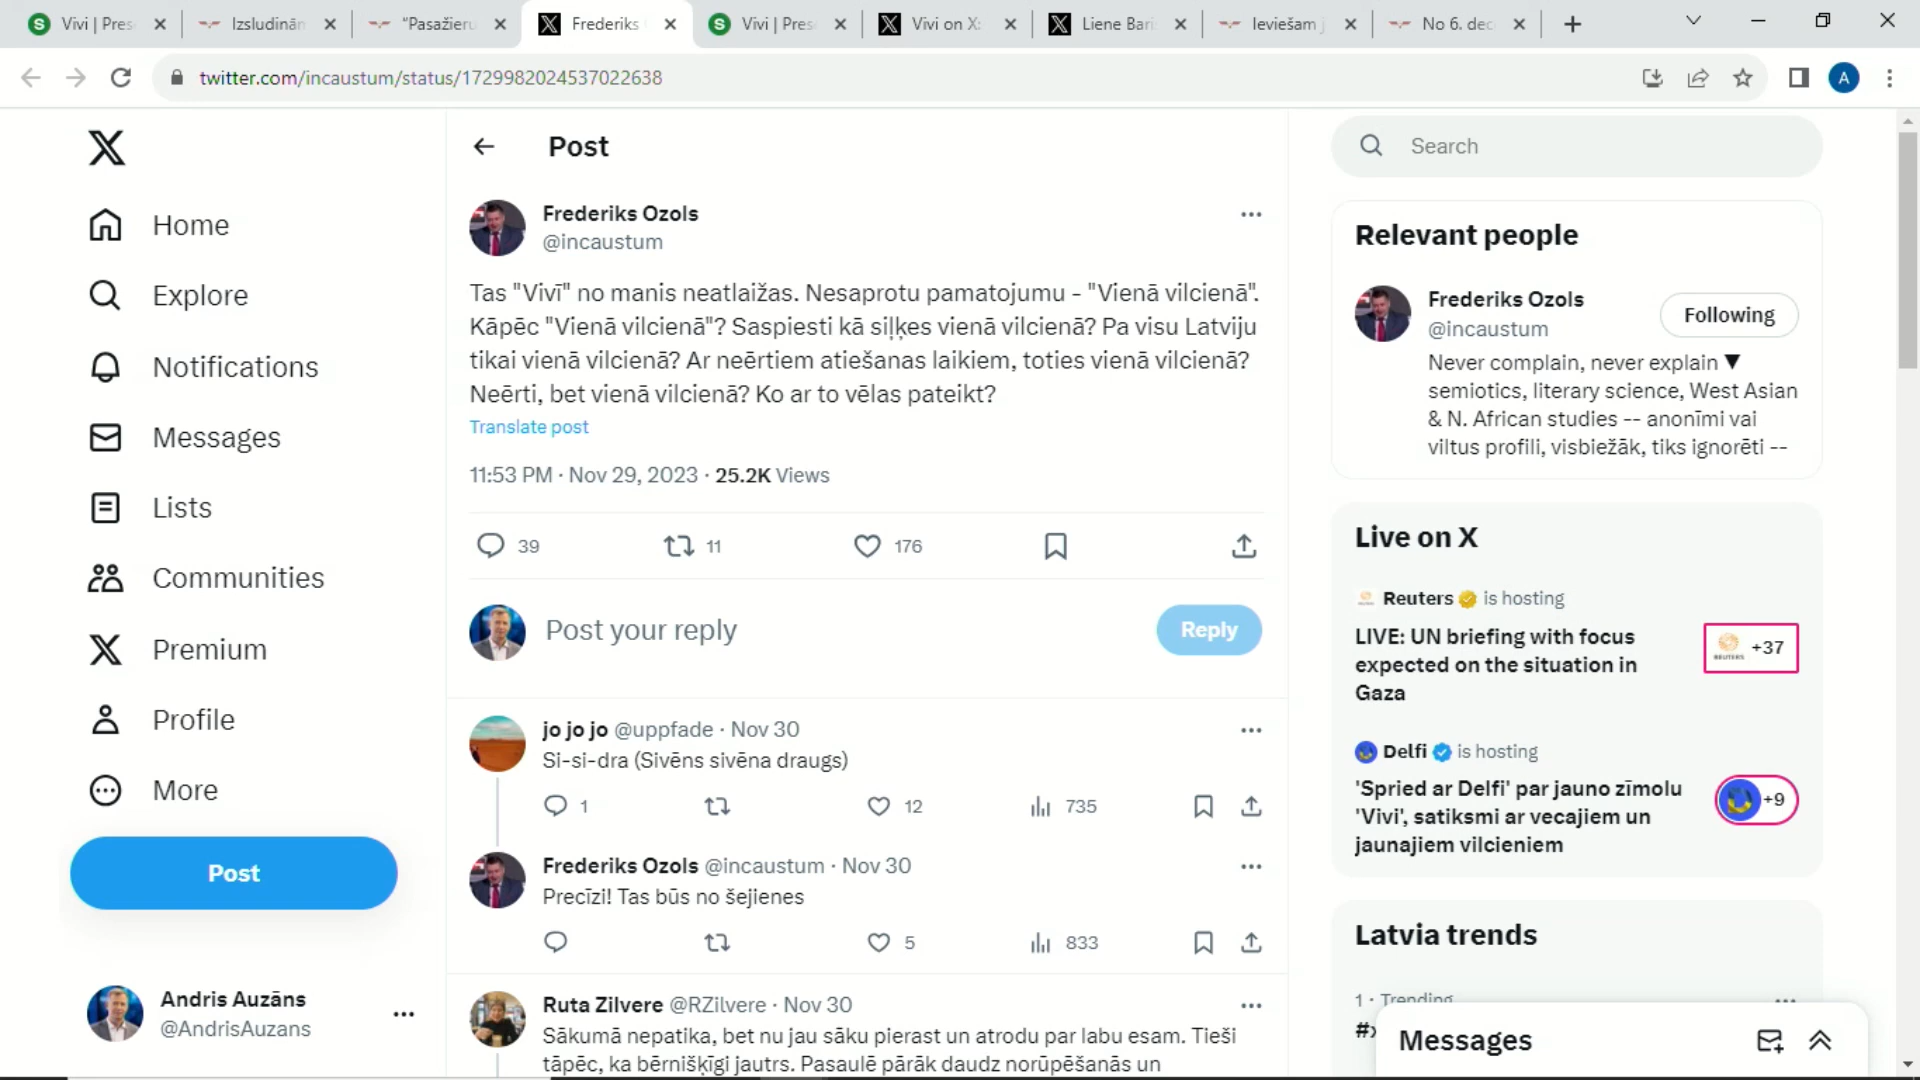 Vivi | Pres
Izsludinām
"Pasažieru
Frederiks
Vivi | Pres
Vivi on X:
Liene Bari
Ieviešam j
No 6. dec
twitter.com/incaustum/status/1729982024537022638
A
Home
Explore
Notifications
Messages
Lists
Communities
Premium
Profile
More
Post
Andris Auzāns
@AndrisAuzans
Post
Frederiks Ozols
@incaustum
Tas "Vivī" no manis neatlaižas. Nesaprotu pamatojumu - "Vienā vilcienā".
Kāpēc "Vienā vilcienā"? Saspiesti kā siļķes vienā vilcienā? Pa visu Latviju
tikai vienā vilcienā? Ar neērtiem atiešanas laikiem, toties vienā vilcienā?
Neērti, bet vienā vilcienā? Ko ar to vēlas pateikt?
Translate post
11:53 PM · Nov 29, 2023 · 25.2K Views
39 11 176
Post your reply
Reply
jo jo jo @uppfade · Nov 30
Si-si-dra (Sivēns sivēna draugs)
1 12 735
Frederiks Ozols @incaustum · Nov 30
Precīzi! Tas būs no šejienes
5 833
Ruta Zilvere @RZilvere · Nov 30
Sākumā nepatika, bet nu jau sāku pierast un atrodu par labu esam. Tieši
tāpēc, ka bērnišķīgi jautrs. Pasaulē pārāk daudz norūpēšanās un
Search
Relevant people
Frederiks Ozols
@incaustum
Following
Never complain, never explain ▼
semiotics, literary science, West Asian
& N. African studies -- anonīmi vai
viltus profili, visbiežāk, tiks ignorēti --
Live on X
Reuters is hosting
LIVE: UN briefing with focus
expected on the situation in
Gaza
REUTERS +37
Delfi is hosting
'Spried ar Delfi' par jauno zīmolu
'Vivi', satiksmi ar vecajiem un
jaunajiem vilcieniem
+9
Latvia trends
1 · Trending
Messages